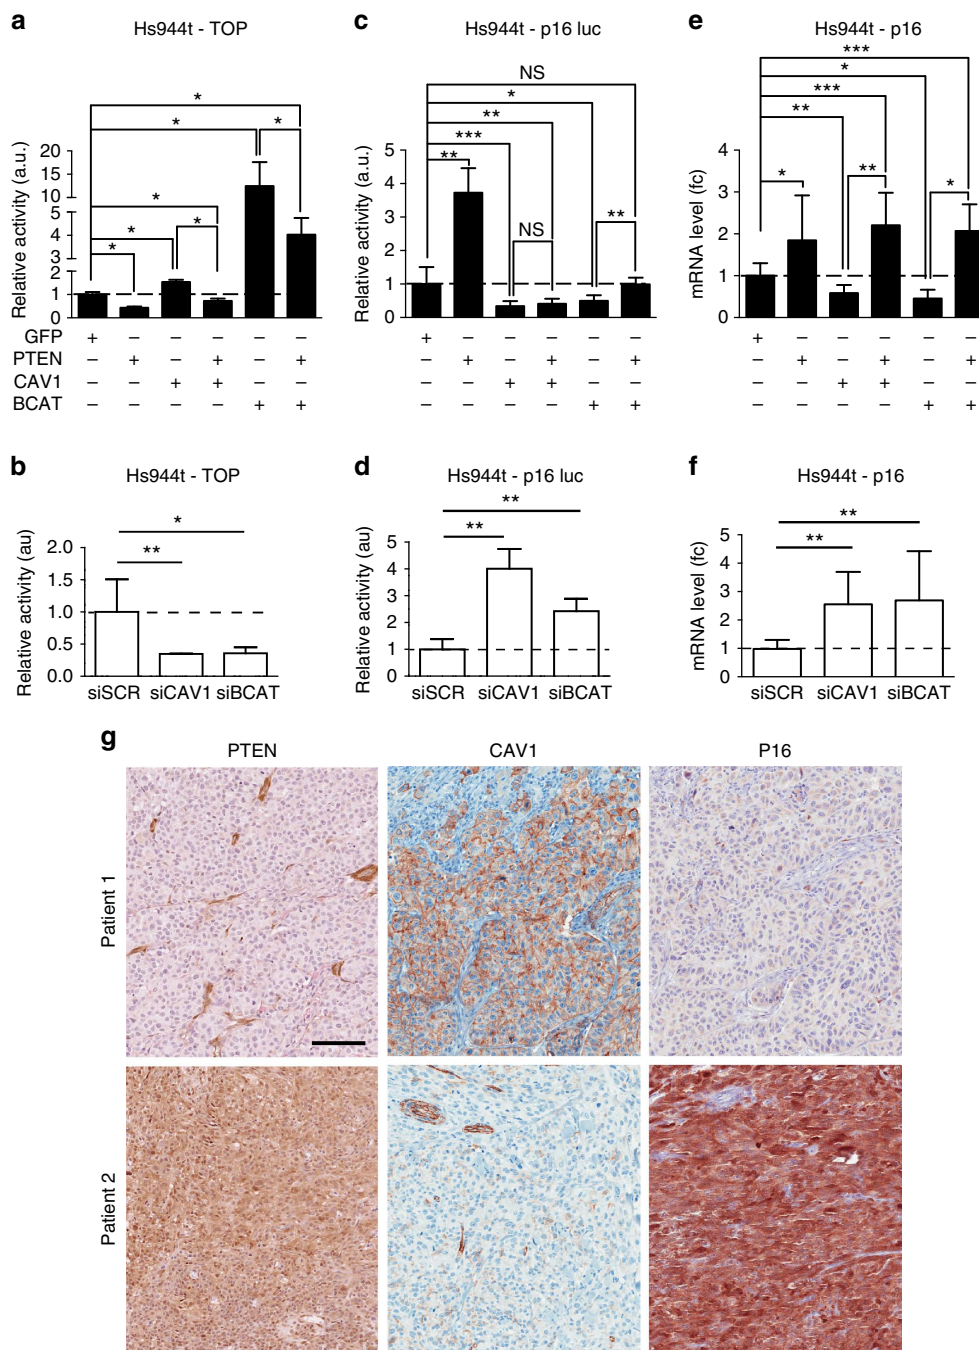 a
Hs944t - TOP
* * * * * * *
Relative activity (a.u.)
20
15
10
5
6
4
2
0
2
1
0
GFP + – – – – –
PTEN – + – + – +
CAV1 – – + + – –
BCAT – – – – + +
c
Hs944t - p16 luc
NS
*
**
***
**
NS
**
Relative activity (a.u.)
5
4
3
2
1
0
+ – – – – –
– + – + – +
– – + + – –
– – – – + +
e
Hs944t - p16
***
*
***
**
*
**
*
mRNA level (fc)
4
3
2
1
0
+ – – – – –
– + – + – +
– – + + – –
– – – – + +
b
Hs944t - TOP
*
**
Relative activity (au)
2.0
1.5
1.0
0.5
0.0
siSCR siCAV1 siBCAT
d
Hs944t - p16 luc
**
**
Relative activity (au)
5
4
3
2
1
0
siSCR siCAV1 siBCAT
f
Hs944t - p16
**
**
mRNA level (fc)
5
4
3
2
1
0
siSCR siCAV1 siBCAT
g
PTEN CAV1 P16
Patient 1
Patient 2